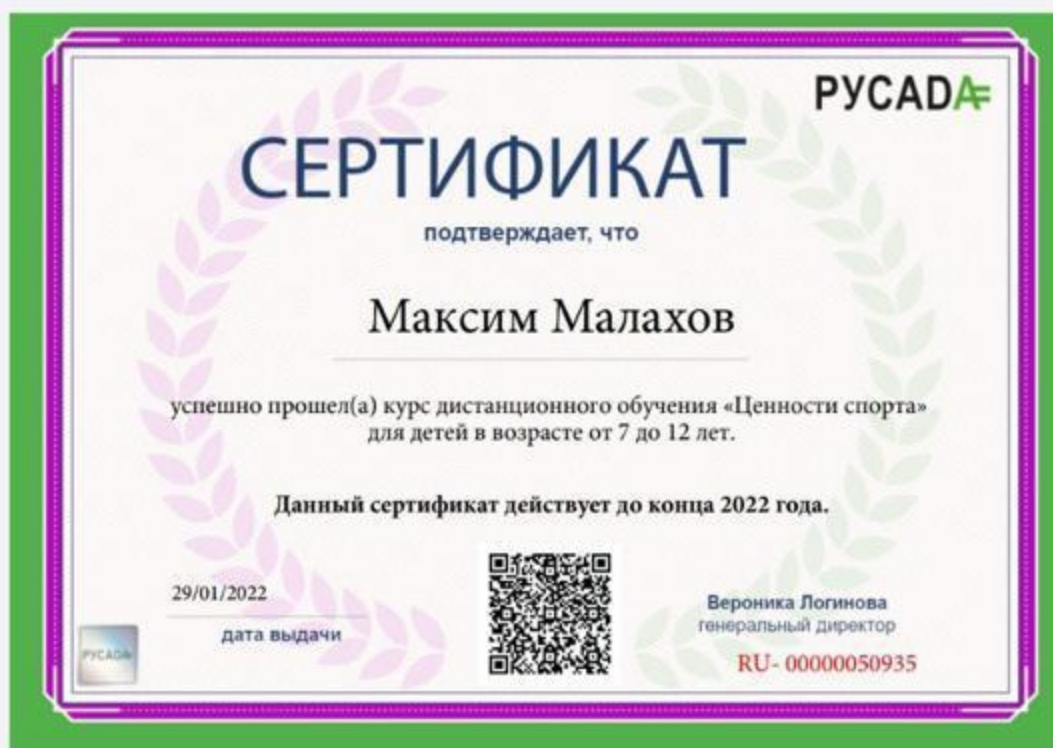 РУСАДА
СЕРТИФИКАТ
подтверждает, что
Максим Малахов
успешно прошел(а) курс дистанционного обучения «Ценности спорта»
для детей в возрасте от 7 до 12 лет.
Данный сертификат действует до конца 2022 года.
29/01/2022
дата выдачи
Вероника Логинова
генеральный директор
RU- 00000050935
РУСАДА